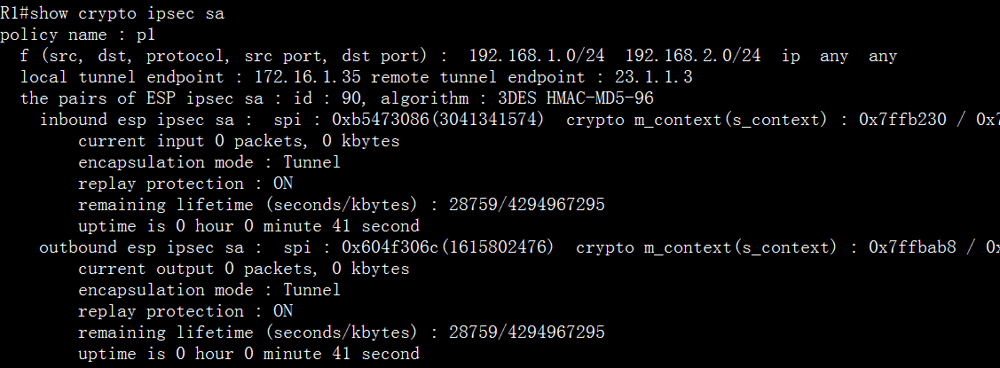 R1#show crypto ipsec sa
policy name : p1
f (src, dst, protocol, src port, dst port) : 192.168.1.0/24 192.168.2.0/24 ip any any
local tunnel endpoint : 172.16.1.35 remote tunnel endpoint : 23.1.1.3
the pairs of ESP ipsec sa : id : 90, algorithm : 3DES HMAC-MD5-96
inbound esp ipsec sa : spi : 0xb5473086(3041341574) crypto m_context(s_context) : 0x7ffb230 / 0x7
current input 0 packets, 0 kbytes
encapsulation mode : Tunnel
replay protection : ON
remaining lifetime (seconds/kbytes) : 28759/4294967295
uptime is 0 hour 0 minute 41 second
outbound esp ipsec sa : spi : 0x604f306c(1615802476) crypto m_context(s_context) : 0x7ffbab8 / 0x
current output 0 packets, 0 kbytes
encapsulation mode : Tunnel
replay protection : ON
remaining lifetime (seconds/kbytes) : 28759/4294967295
uptime is 0 hour 0 minute 41 second